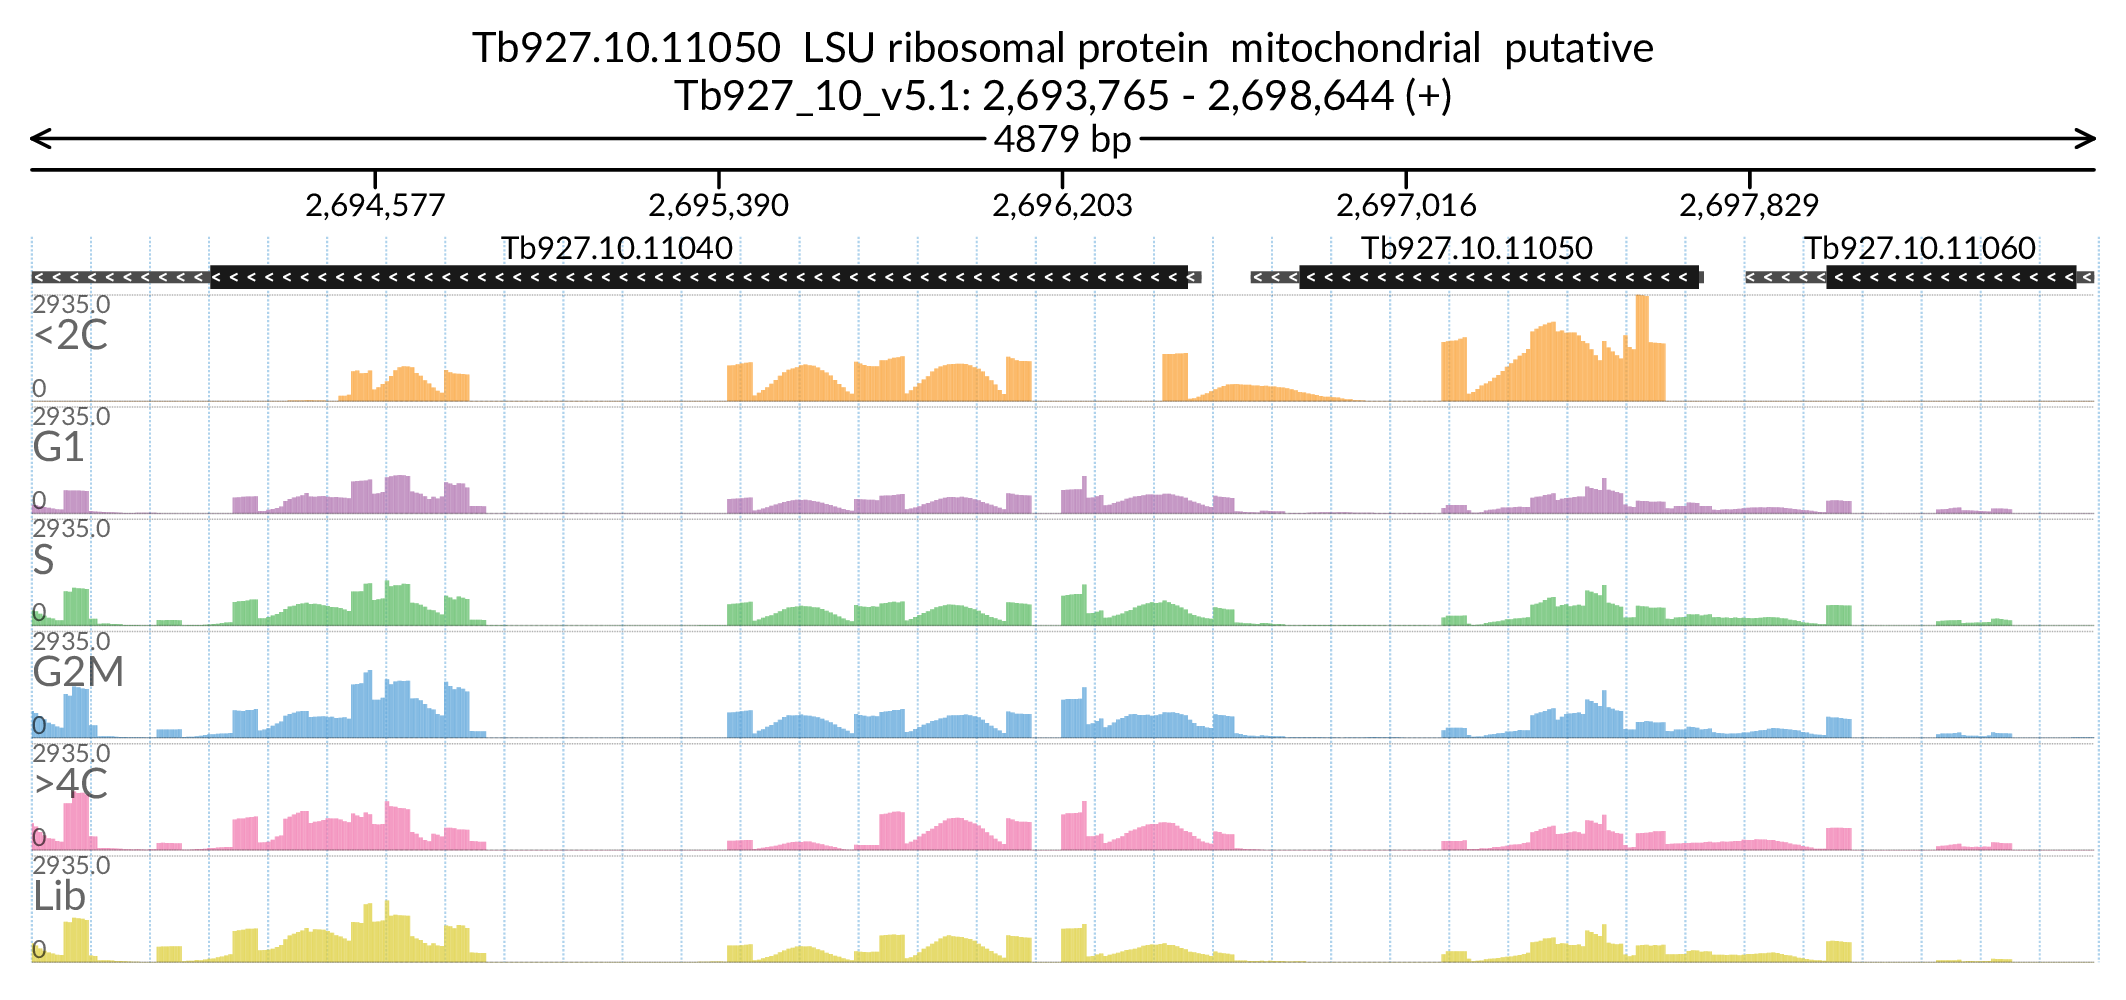 Tb927.10.11050 LSU ribosomal protein mitochondrial putative
Tb927_10_v5.1: 2,693,765 - 2,698,644 (+)
4879 bp
2,694,577 2,695,390 2,696,203 2,697,016 2,697,829
Tb927.10.11040 Tb927.10.11050 Tb927.10.11060
2935.0
<2C
0
2935.0
G1
0
2935.0
S
0
2935.0
G2M
0
2935.0
>4C
0
2935.0
Lib
0